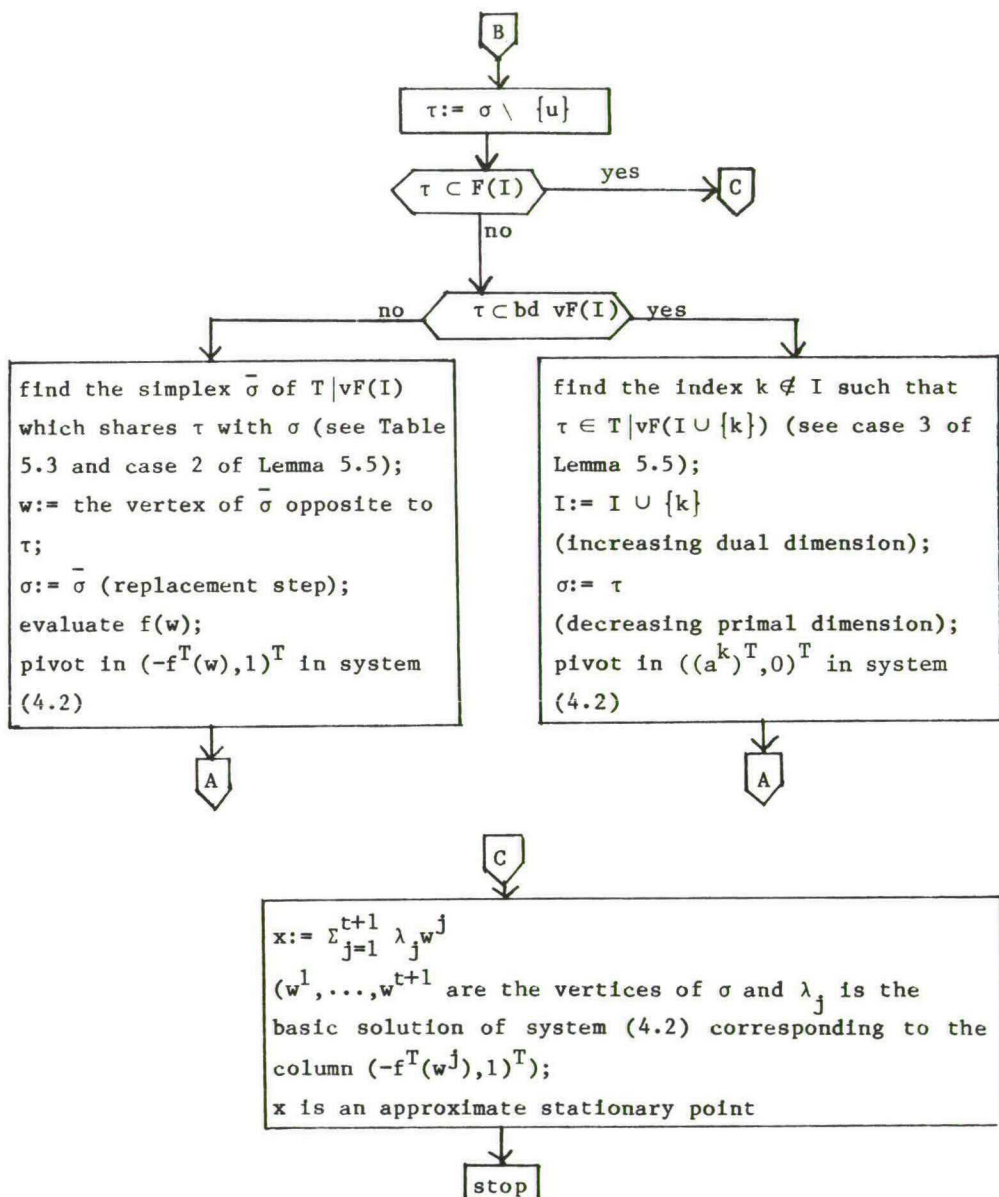 B
τ:= σ \ {u}
τ ⊂ F(I)
yes
C
no
no
τ ⊂ bd vF(I)
yes
find the simplex σ̄ of T|vF(I)
which shares τ with σ (see Table
5.3 and case 2 of Lemma 5.5);
w:= the vertex of σ̄ opposite to
τ;
σ:= σ̄ (replacement step);
evaluate f(w);
pivot in (-f^T(w),1)^T in system
(4.2)
A
find the index k ∉ I such that
τ ∈ T|vF(I ∪ {k}) (see case 3 of
Lemma 5.5);
I:= I ∪ {k}
(increasing dual dimension);
σ:= τ
(decreasing primal dimension);
pivot in ((a^k)^T,0)^T in system
(4.2)
A
C
x:= Σ_{j=1}^{t+1} λ_j w^j
(w^1,...,w^{t+1} are the vertices of σ and λ_j is the
basic solution of system (4.2) corresponding to the
column (-f^T(w^j),1)^T);
x is an approximate stationary point
stop